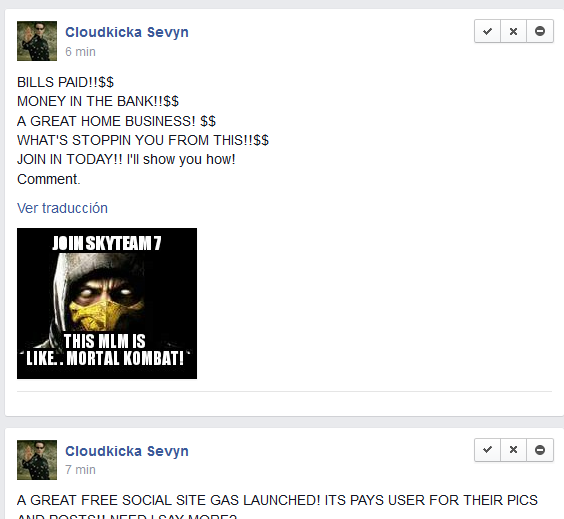 Cloudkicka Sevyn
6 min
BILLS PAID!!$$
MONEY IN THE BANK!!$$
A GREAT HOME BUSINESS! $$
WHAT'S STOPPIN YOU FROM THIS!!$$
JOIN IN TODAY!! I'll show you how!
Comment.
Ver traducción
JOIN SKYTEAM 7
THIS MLM IS
LIKE. . MORTAL KOMBAT!
Cloudkicka Sevyn
7 min
A GREAT FREE SOCIAL SITE GAS LAUNCHED! ITS PAYS USER FOR THEIR PICS
AND POSTS!! NEED I SAY MORE?